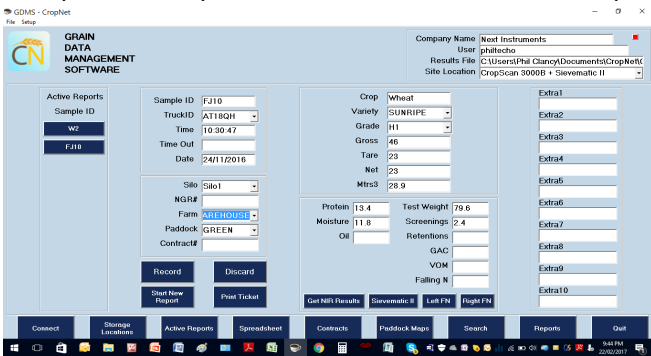 GDMS - CropNet
File Setup
CN
GRAIN
DATA
MANAGEMENT
SOFTWARE
Company Name Next Instruments
User philtecho
Results File C:\Users\Phil Clancy\Documents\CropNet\(
Site Location CropScan 3000B + Sievematic II
Active Reports
Sample ID
W2
FJ10
Sample ID FJ10
TruckID AT18QH
Time 10:30:47
Time Out
Date 24/11/2016
Silo Silo1
NGR#
Farm AREHOUSE
Paddock GREEN
Contract#
Record Discard
Start New Report Print Ticket
Crop Wheat
Variety SUNRIPE
Grade H1
Gross 46
Tare 23
Net 23
Mtrs3 28.9
Protein 13.4 Test Weight 79.6
Moisture 11.8 Screenings 2.4
Oil Retentions
GAC
VOM
Falling N
Get NIR Results Sievematic II Left FN Right FN
Extra1
Extra2
Extra3
Extra4
Extra5
Extra6
Extra7
Extra8
Extra9
Extra10
Connect Storage Locations Active Reports Spreadsheet Contracts Paddock Maps Search Reports Quit
9:44 PM
22/02/2017